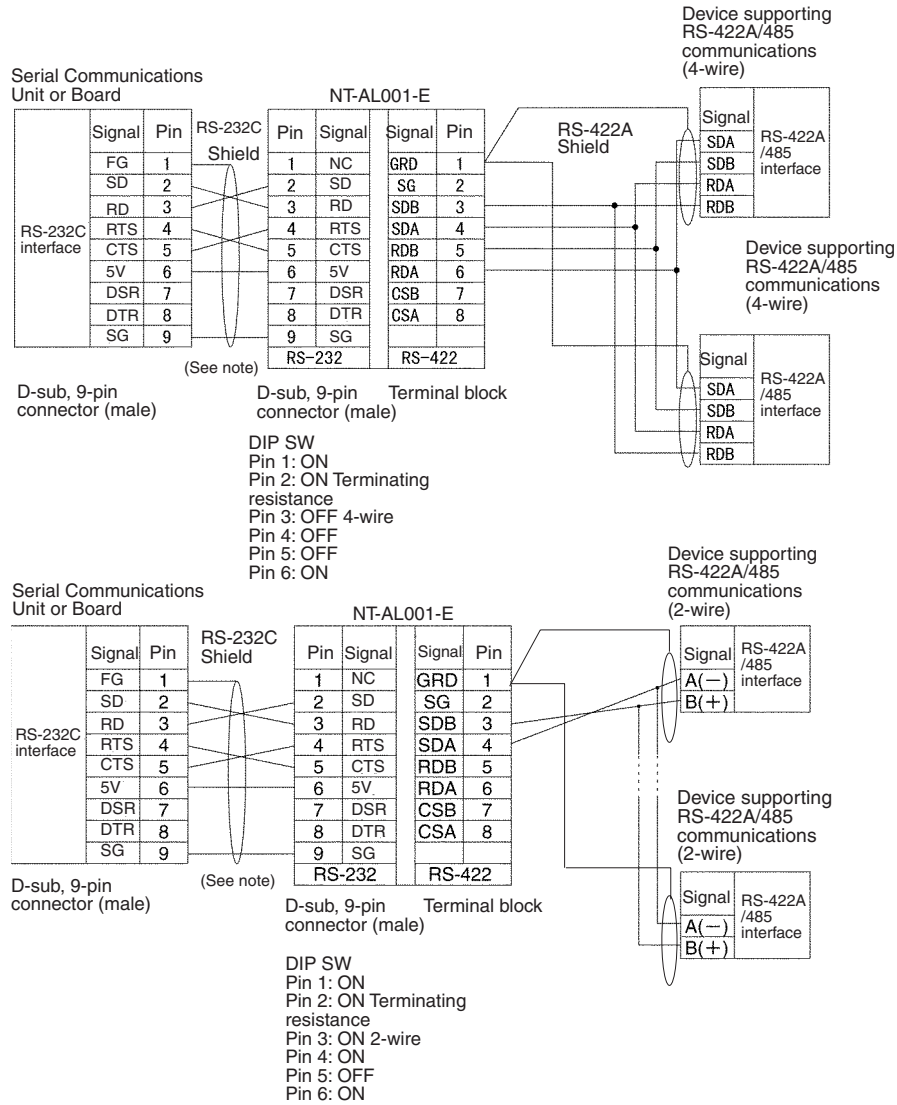 Device supporting
RS-422A/485
communications
(4-wire)
Serial Communications
Unit or Board
NT-AL001-E
Signal Pin RS-232C Pin Signal Signal Pin RS-422A Signal
Shield Shield
RS-232C
interface
FG 1 1 NC GRD 1
SD 2 2 SD SG 2
RD 3 3 RD SDB 3
RTS 4 4 RTS SDA 4
CTS 5 5 CTS RDB 5
5V 6 6 5V RDA 6
DSR 7 7 DSR CSB 7
DTR 8 8 DTR CSA 8
SG 9 9 SG
(See note) RS-232 RS-422
SDA
SDB
RDA
RDB
RS-422A
/485
interface
Device supporting
RS-422A/485
communications
(4-wire)
Signal
SDA
SDB
RDA
RDB
RS-422A
/485
interface
D-sub, 9-pin
connector (male)
D-sub, 9-pin
connector (male)
Terminal block
DIP SW
Pin 1: ON
Pin 2: ON Terminating
resistance
Pin 3: OFF 4-wire
Pin 4: OFF
Pin 5: OFF
Pin 6: ON
Device supporting
RS-422A/485
communications
(2-wire)
Serial Communications
Unit or Board
NT-AL001-E
Signal Pin RS-232C Pin Signal Signal Pin
Shield
RS-232C
interface
FG 1 1 NC GRD 1
SD 2 2 SD SG 2
RD 3 3 RD SDB 3
RTS 4 4 RTS SDA 4
CTS 5 5 CTS RDB 5
5V 6 6 5V RDA 6
DSR 7 7 DSR CSB 7
DTR 8 8 DTR CSA 8
SG 9 9 SG
(See note) RS-232 RS-422
Signal
A(−)
B(+)
RS-422A
/485
interface
Device supporting
RS-422A/485
communications
(2-wire)
Signal
A(−)
B(+)
RS-422A
/485
interface
D-sub, 9-pin
connector (male)
D-sub, 9-pin
connector (male)
Terminal block
DIP SW
Pin 1: ON
Pin 2: ON Terminating
resistance
Pin 3: ON 2-wire
Pin 4: ON
Pin 5: OFF
Pin 6: ON